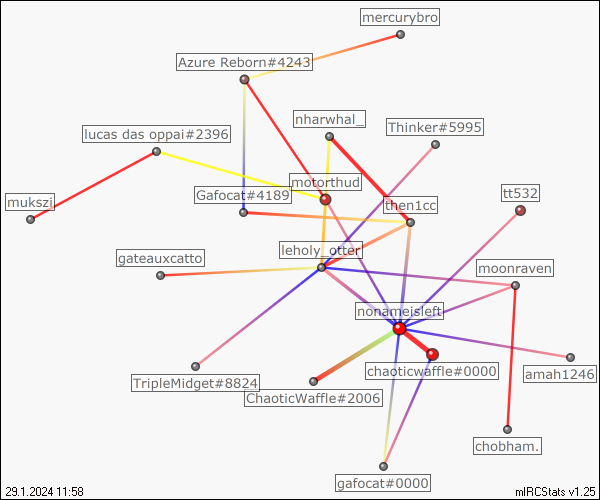 mercurybro
Azure Reborn#4243
nharwhal_
Thinker#5995
lucas das oppai#2396
motorthud
Gafocat#4189
tt532
mukszi
then1cc
leholy_otter
gateauxcatto
moonraven
nonameisleft
chaoticwaffle#0000
amah1246
TripleMidget#8824
ChaoticWaffle#2006
chobham.
gafocat#0000
29.1.2024 11:58
mIRCStats v1.25